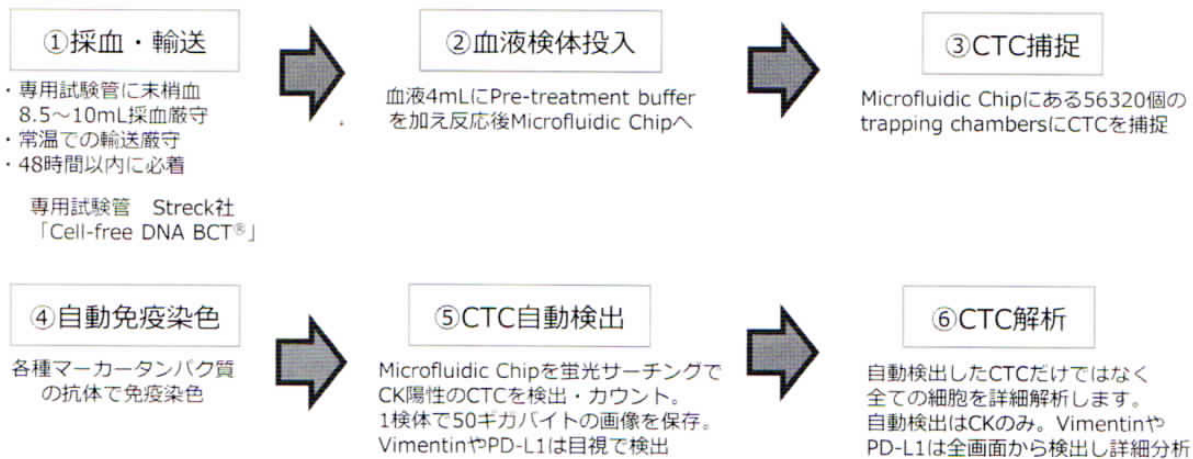 ①採血・輸送
・専用試験管に末梢血
8.5～10mL採血厳守
・常温での輸送厳守
・48時間以内に必着
専用試験管　Streck社
「Cell-free DNA BCT®」
②血液検体投入
血液4mLにPre-treatment buffer
を加え反応後Microfluidic Chipへ
③CTC捕捉
Microfluidic Chipにある56320個の
trapping chambersにCTCを捕捉
④自動免疫染色
各種マーカータンパク質
の抗体で免疫染色
⑤CTC自動検出
Microfluidic Chipを蛍光サーチングで
CK陽性のCTCを検出・カウント。
1検体で50ギガバイトの画像を保存。
VimentinやPD-L1は目視で検出
⑥CTC解析
自動検出したCTCだけではなく
全ての細胞を詳細解析します。
自動検出はCKのみ。Vimentinや
PD-L1は全画面から検出し詳細分析